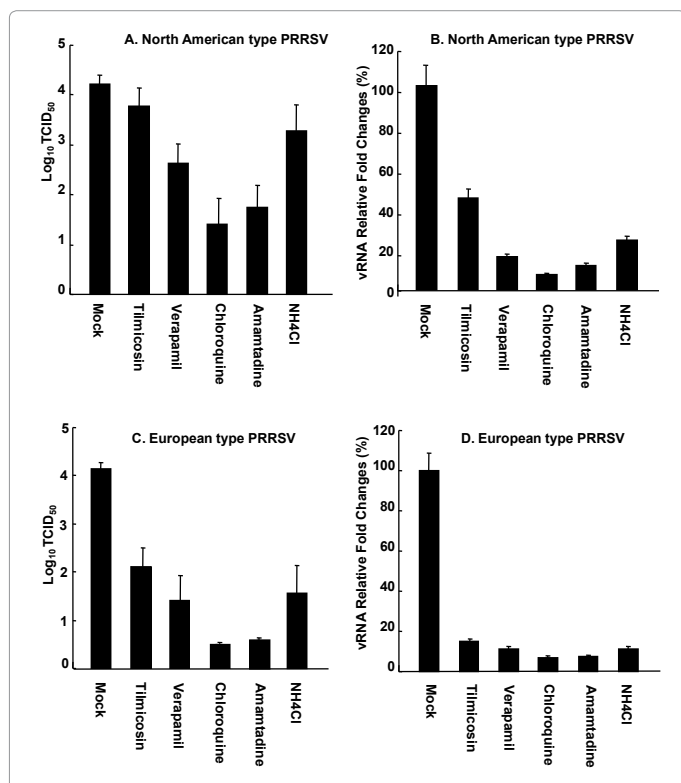 A. North American type PRRSV
Log10 TCID50
5
4
3
2
1
0
Mock
Tilmicosin
Verapamil
Chloroquine
Amamtadine
NH4Cl
B. North American type PRRSV
vRNA Relative Fold Changes (%)
120
100
80
60
40
20
0
Mock
Tilmicosin
Verapamil
Chloroquine
Amamtadine
NH4Cl
C. European type PRRSV
Log10 TCID50
5
4
4
2
1
0
Mock
Tilmicosin
Verapamil
Chloroquine
Amamtadine
NH4Cl
D. European type PRRSV
vRNA Relative Fold Changes (%)
120
100
80
60
40
20
0
Mock
Tilmicosin
Verapamil
Chloroquine
Amamtadine
NH4Cl